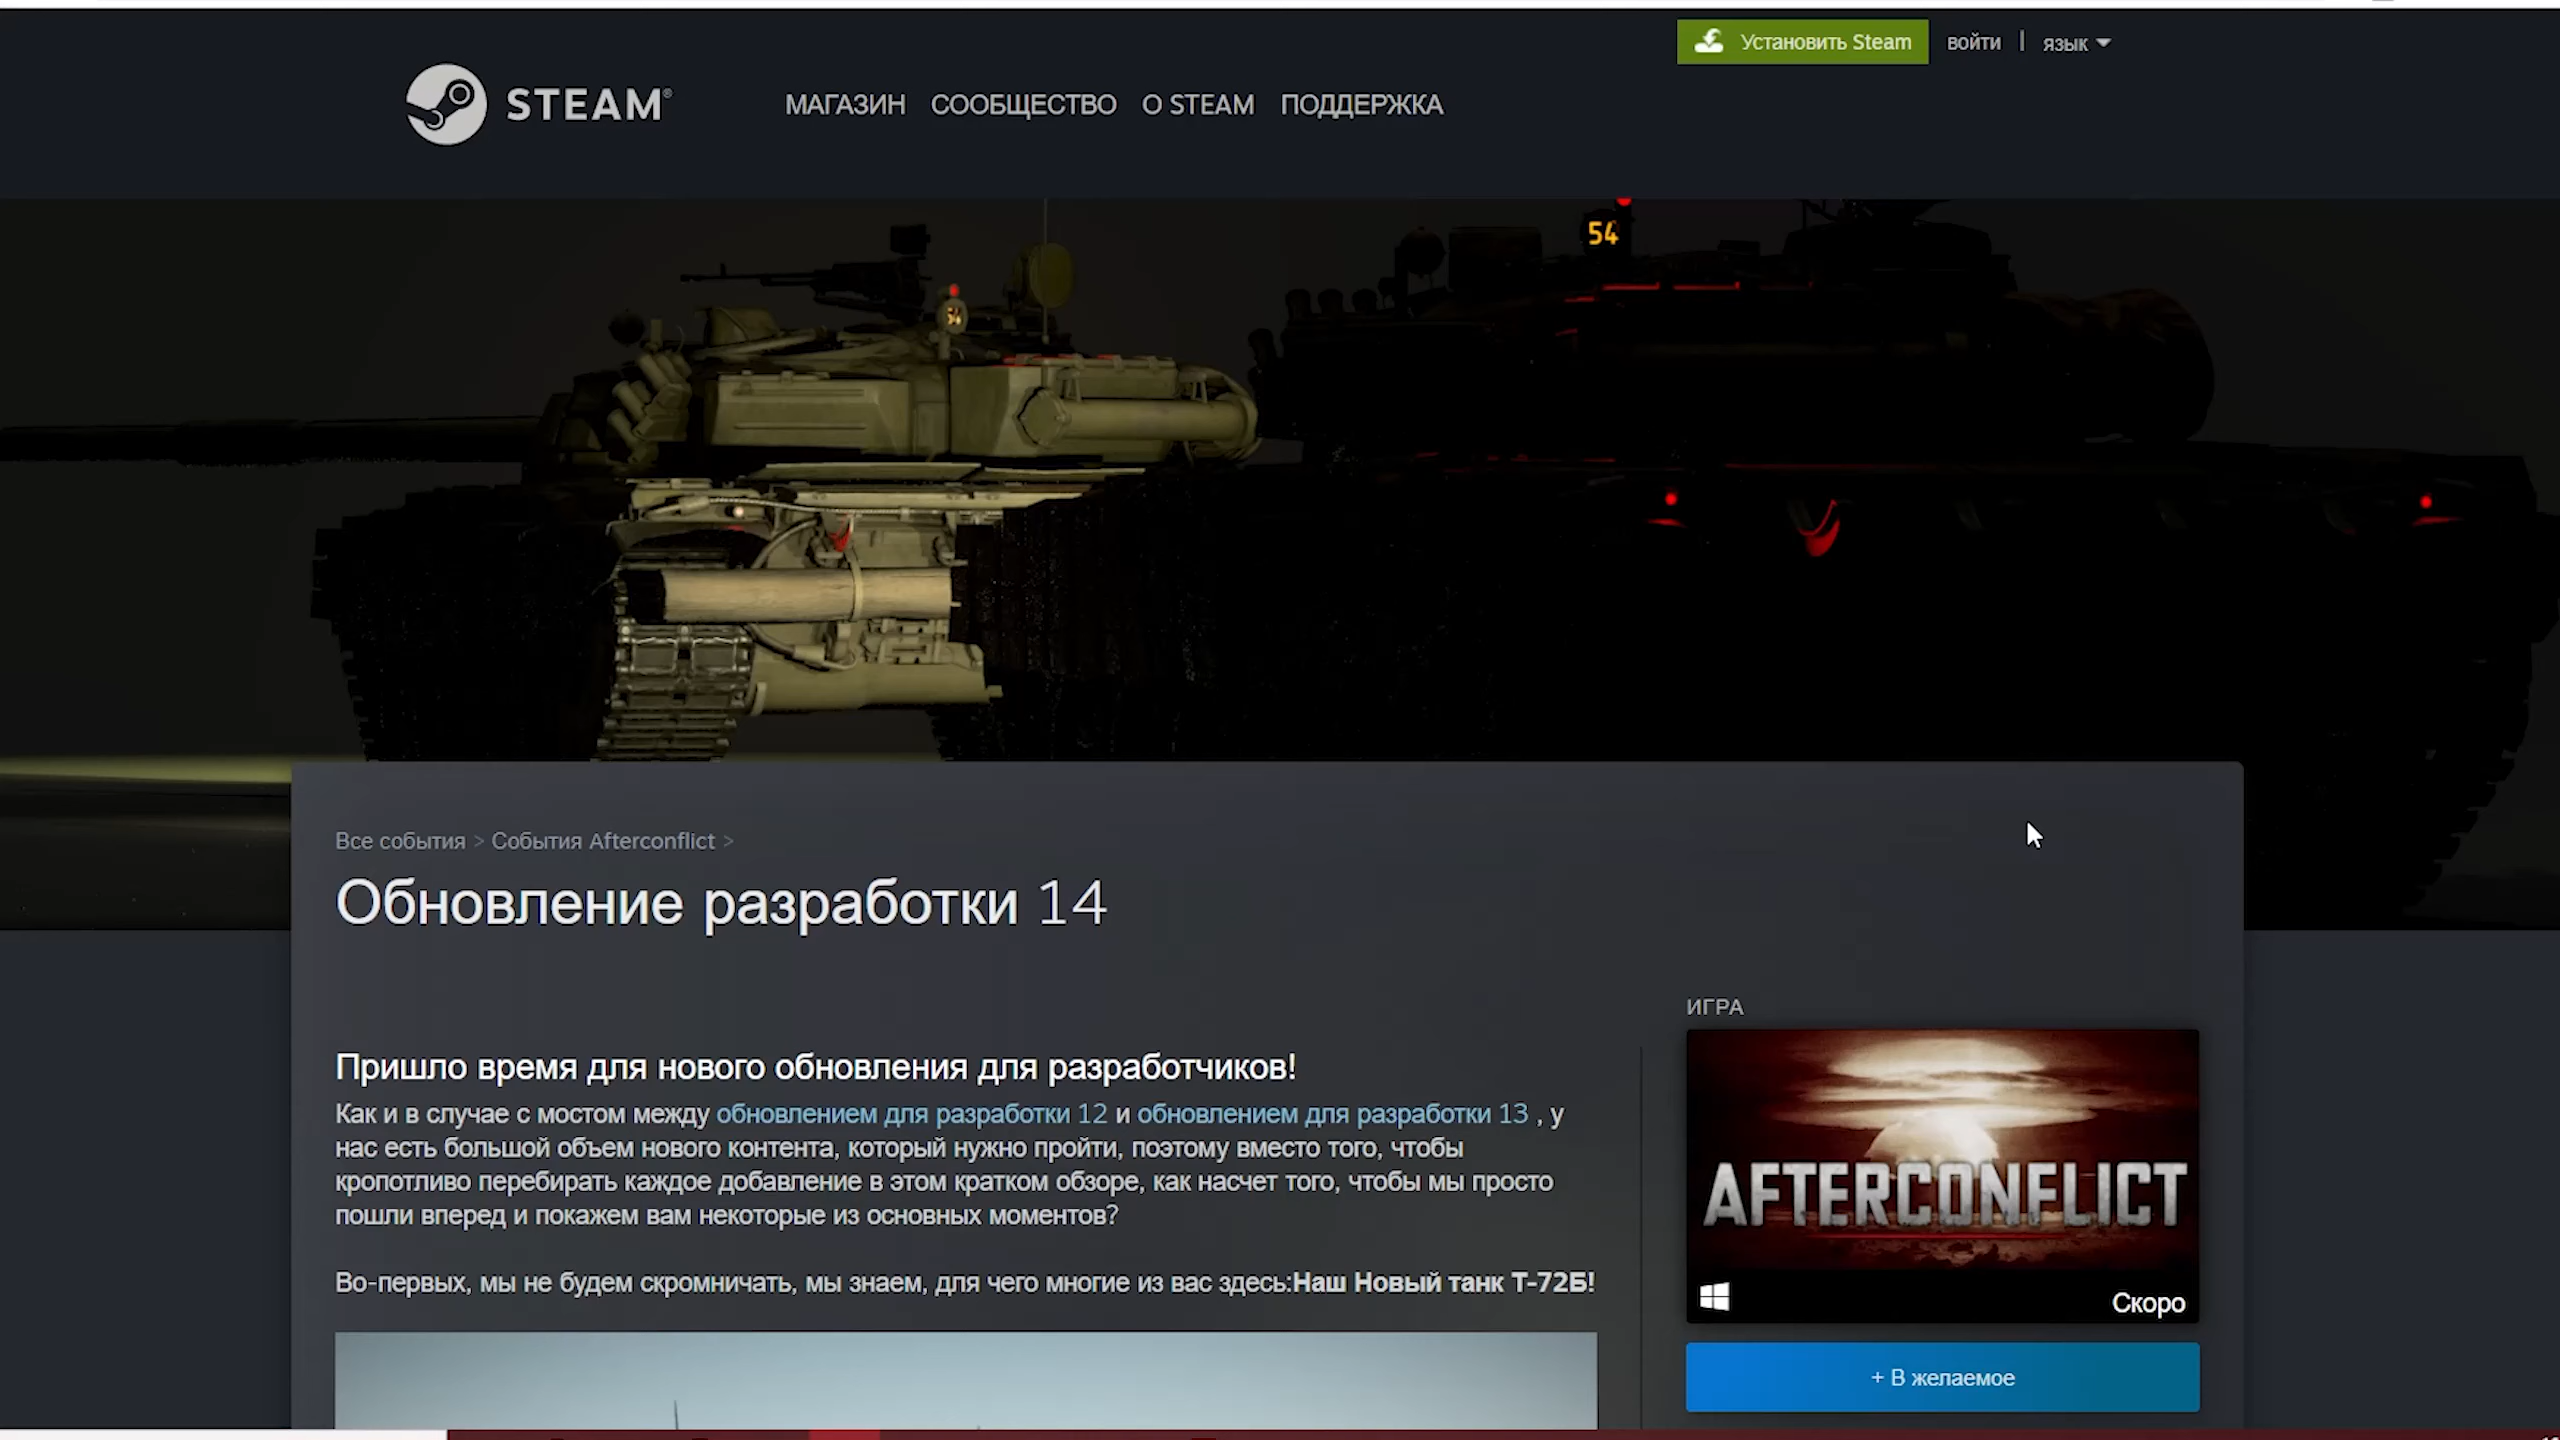 Установить Steam
войти | язык
STEAM®
МАГАЗИН СООБЩЕСТВО О STEAM ПОДДЕРЖКА
54
54
Все события > События Afterconflict >
Обновление разработки 14
Пришло время для нового обновления для разработчиков!
Как и в случае с мостом между обновлением для разработки 12 и обновлением для разработки 13 , у
нас есть большой объем нового контента, который нужно пройти, поэтому вместо того, чтобы
кропотливо перебирать каждое добавление в этом кратком обзоре, как насчет того, чтобы мы просто
пошли вперед и покажем вам некоторые из основных моментов?
Во-первых, мы не будем скромничать, мы знаем, для чего многие из вас здесь:Наш Новый танк Т-72Б!
ИГРА
AFTERCONFLICT
Скоро
+ В желаемое